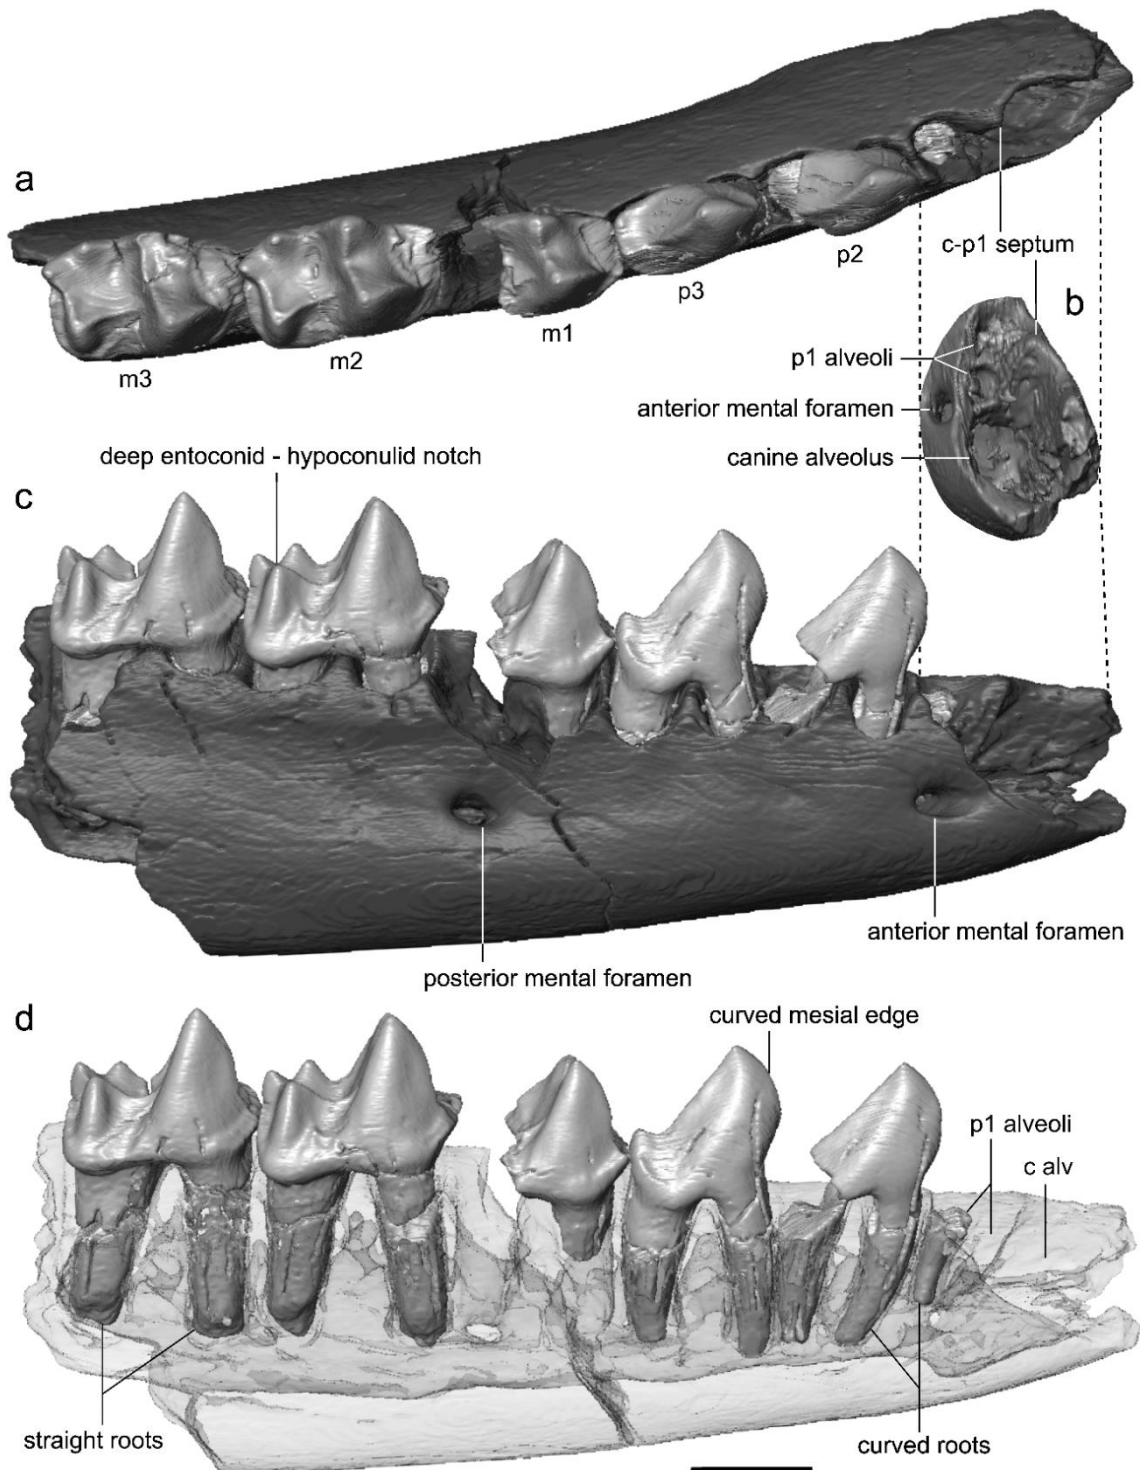 a
c-p1 septum
p2
p3
b
m1
p1 alveoli
m2
m3
anterior mental foramen
deep entoconid - hypoconulid notch
canine alveolus
c
anterior mental foramen
posterior mental foramen
d
curved mesial edge
p1 alveoli
c alv
straight roots
curved roots